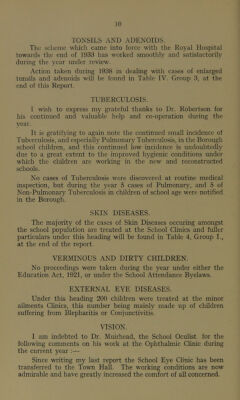 10
TONSILS AND ADENOIDS.
The scheme which came into force with the Royal Hospital
towards the end of 1933 has worked smoothly and satisfactorily
during the year under review.
Action taken during 1938 in dealing with cases of enlarged
tonsils and adenoids will be found in Table IV. Group 3, at the
end of this Report.
TUBERCULOSIS.
I wish to express my grateful thanks to Dr. Robertson for
his continued and valuable help and co-operation during the
year.
It is gratifying to again note the continued small incidence of
Tuberculosis, and especially Pulmonary Tuberculosis, in the Borough
school children, and this continued low incidence is undoubtedly
due to a great extent to the improved hygienic conditions under
which the children are working in the new and reconstructed
schools.
No cases of Tuberculosis were discovered at routine medical
inspection, but during the year 5 cases of Pulmonary, and 5 of
Non-Pulmonary Tuberculosis in children of school age were notified
in the Borough.
SKIN DISEASES.
The majority of the cases of Skin Diseases occuring amongst
the school population are treated at the School Clinics and fuller
particulars under this heading will be found in Table 4, Group I.,
at the end of the report.
VERMINOUS AND DIRTY CHILDREN.
No proceedings were taken during the year under either the
Education Act, 1921, or under the School Attendance Byelaws.
EXTERNAL EYE DISEASES.
Under this heading 200 children were treated at the minor
ailments Clinics, this number being mainly made up of children
suffering from Blepharitis or Conjunctivitis.
VISION.
I am indebted to Dr. Muirhead, the School Oculist for the
following comments on his work at the Ophthalmic Clinic during
the current year :—
Since writing my last report the School Eye Clinic has been
transferred to the Town Hall. The working conditions are now
admirable and have greatly increased the comfort of all concerned.